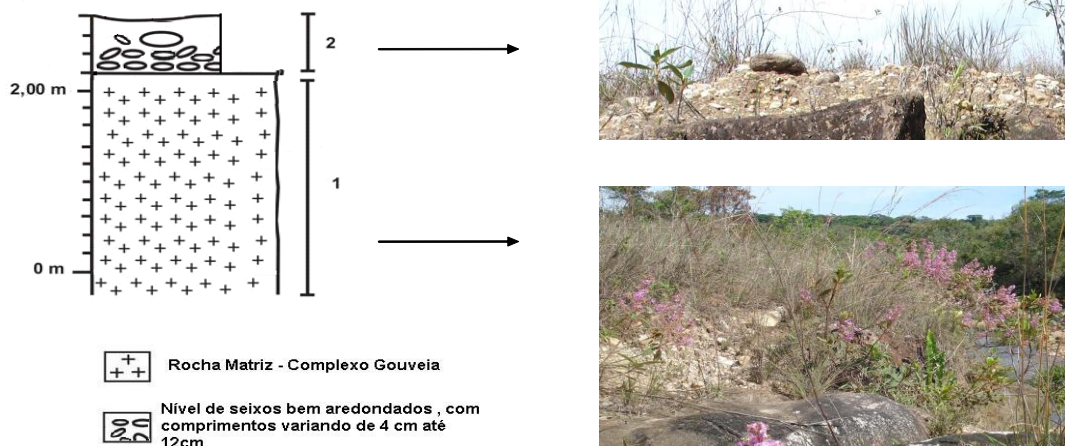 2
2,00 m
1
0 m
Rocha Matriz - Complexo Gouveia
Nível de seixos bem aredondados , com
comprimentos variando de 4 cm até
12cm